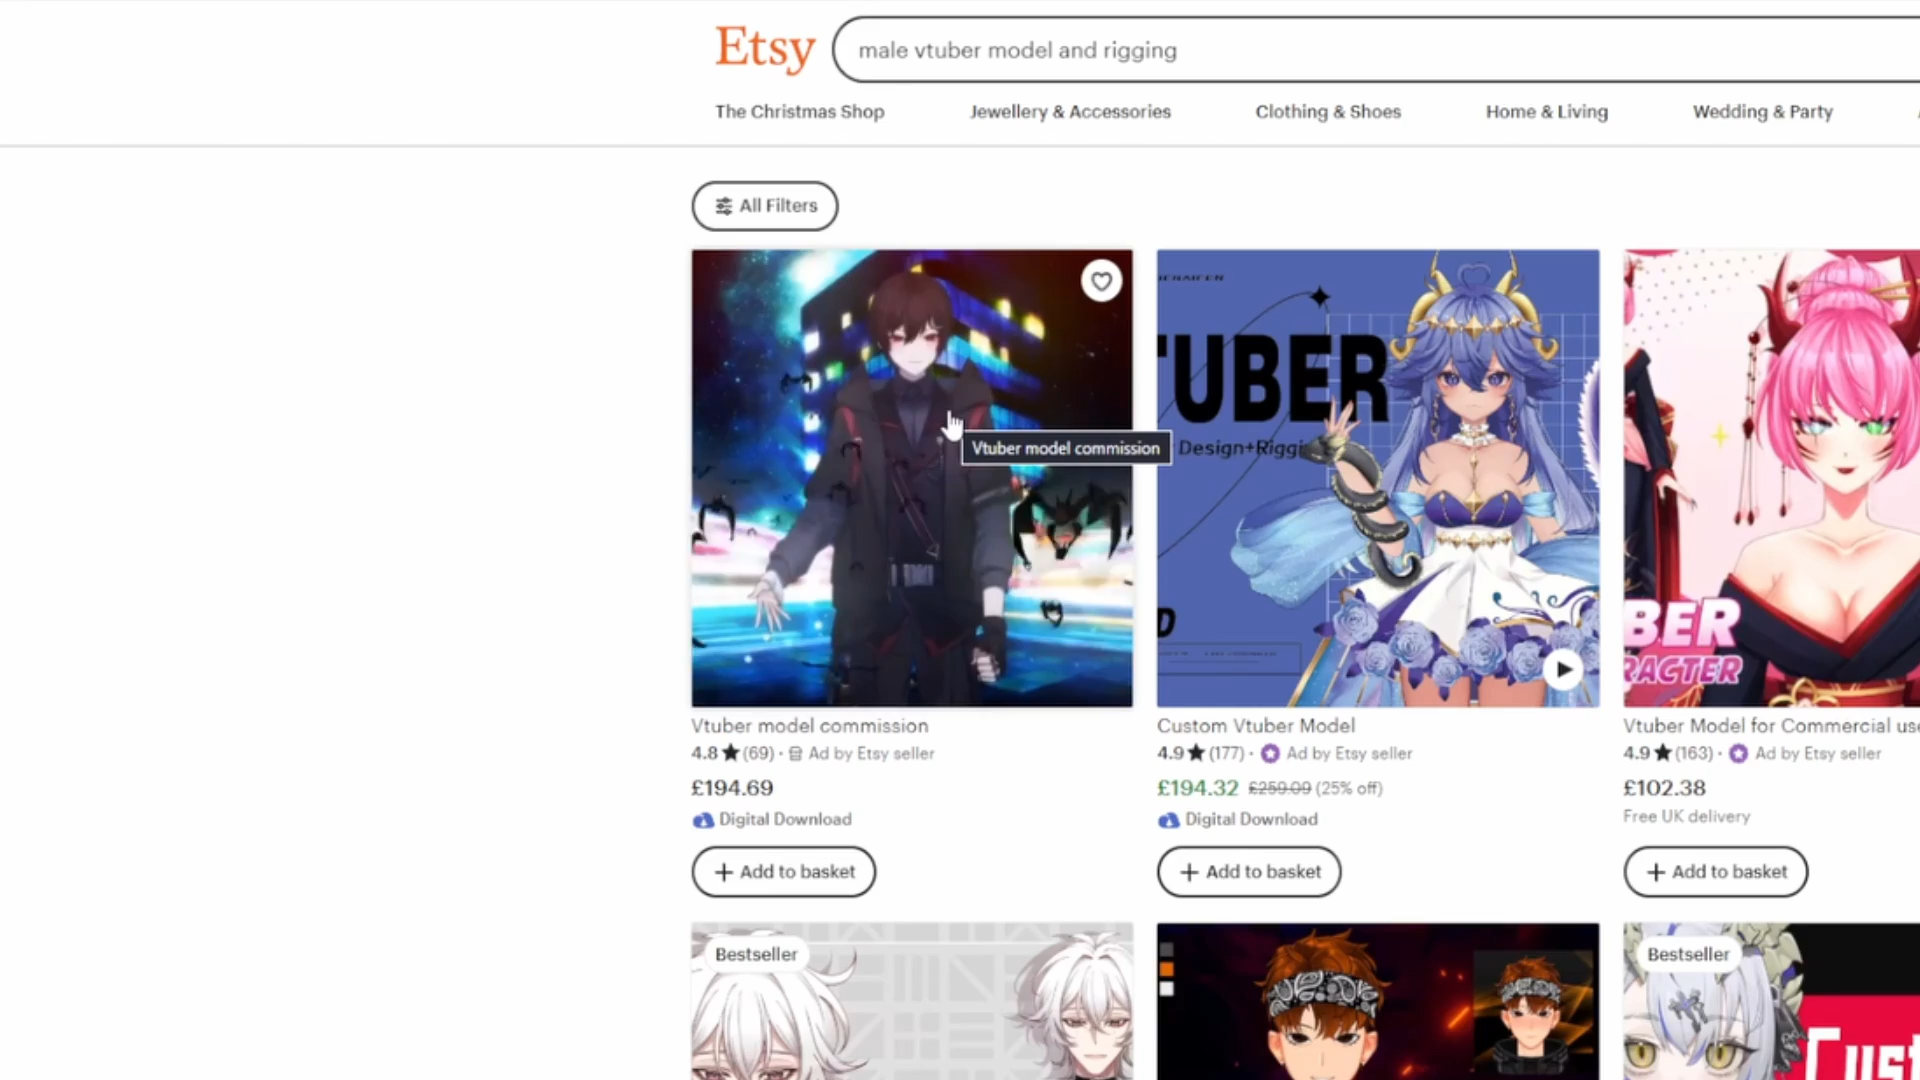 Etsy
male vtuber model and rigging
The Christmas Shop
Jewellery & Accessories
Clothing & Shoes
Home & Living
Wedding & Party
All Filters
TUBER
Vtuber model commission
Design+Riggi
D
BER
RACTER
Vtuber model commission
4.8 ★ (69) · Ad by Etsy seller
£194.69
Digital Download
+ Add to basket
Custom Vtuber Model
4.9 ★ (177) · Ad by Etsy seller
£194.32 £259.09 (25% off)
Digital Download
+ Add to basket
Vtuber Model for Commercial use
4.9 ★ (163) · Ad by Etsy seller
£102.38
Free UK delivery
+ Add to basket
Bestseller
Bestseller
Cust